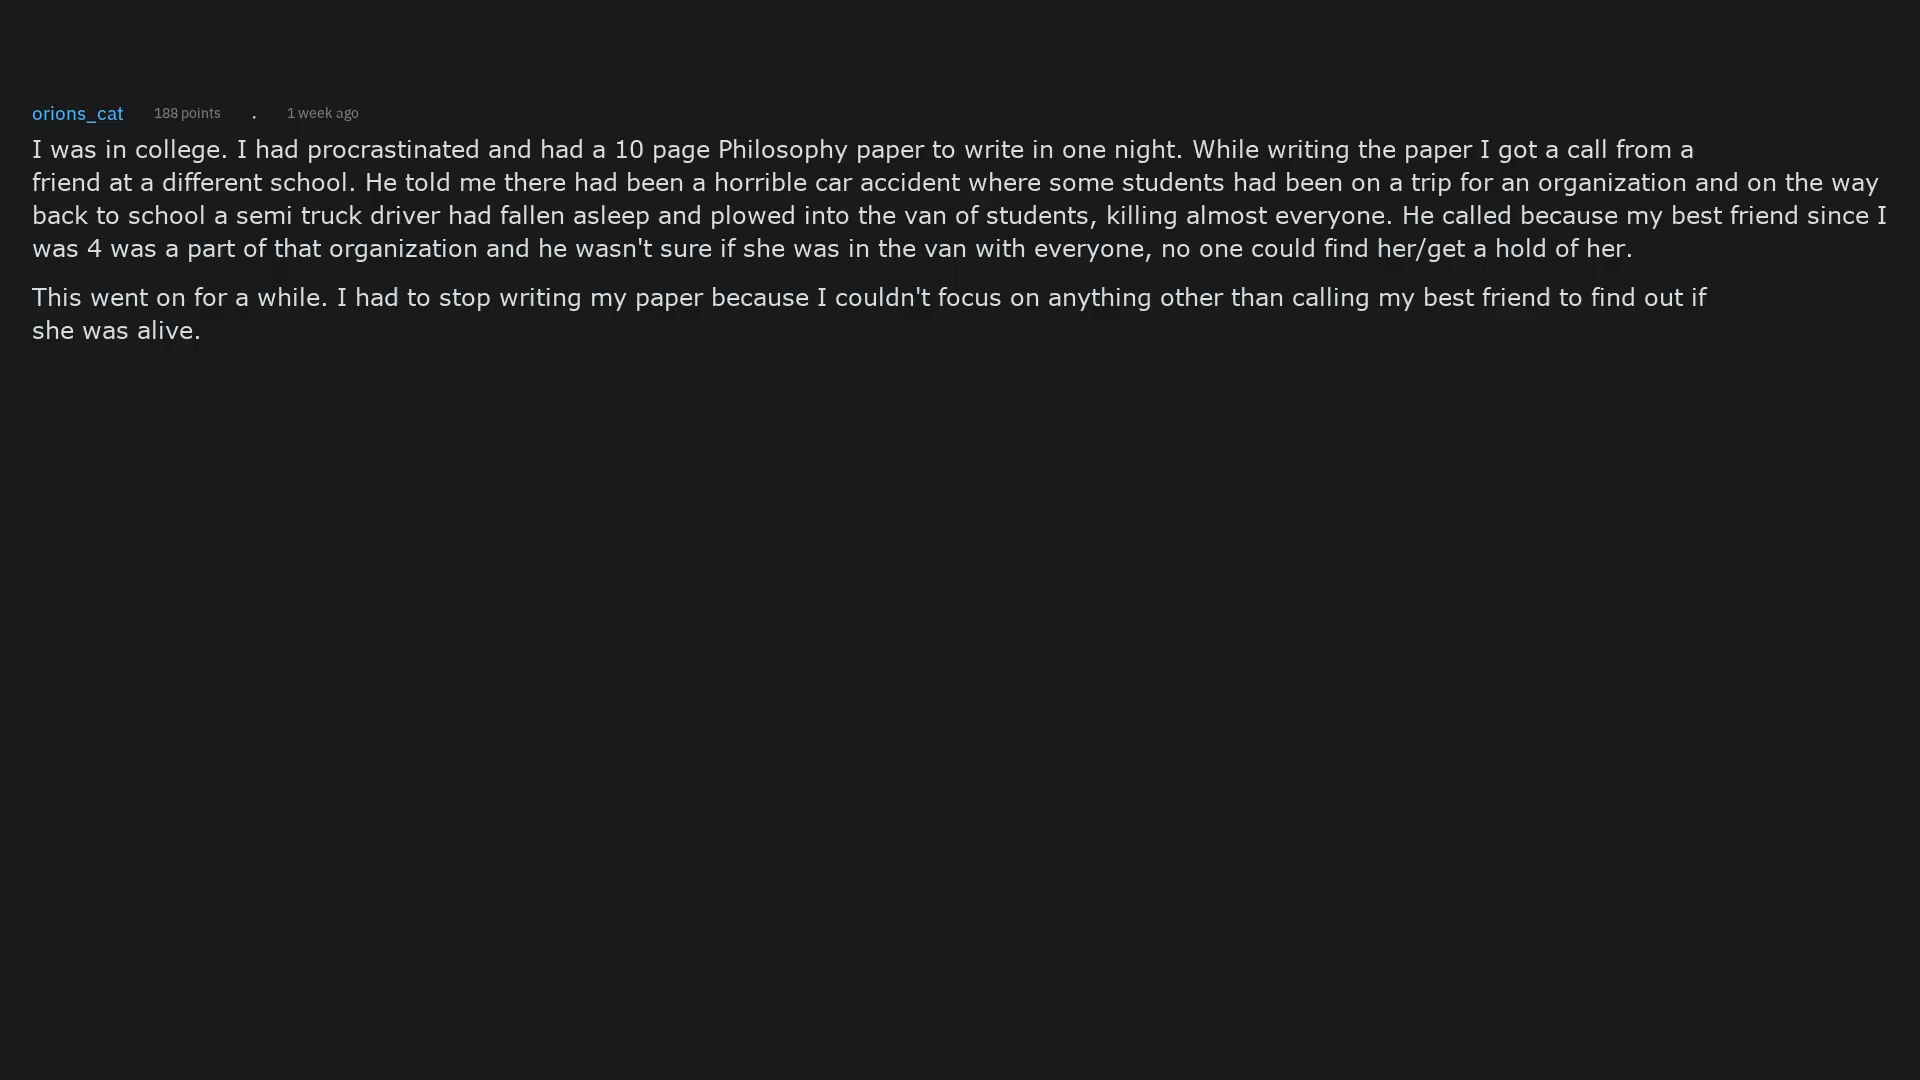 orions_cat 188 points . 1 week ago
I was in college. I had procrastinated and had a 10 page Philosophy paper to write in one night. While writing the paper I got a call from a
friend at a different school. He told me there had been a horrible car accident where some students had been on a trip for an organization and on the way
back to school a semi truck driver had fallen asleep and plowed into the van of students, killing almost everyone. He called because my best friend since I
was 4 was a part of that organization and he wasn't sure if she was in the van with everyone, no one could find her/get a hold of her.
This went on for a while. I had to stop writing my paper because I couldn't focus on anything other than calling my best friend to find out if
she was alive.